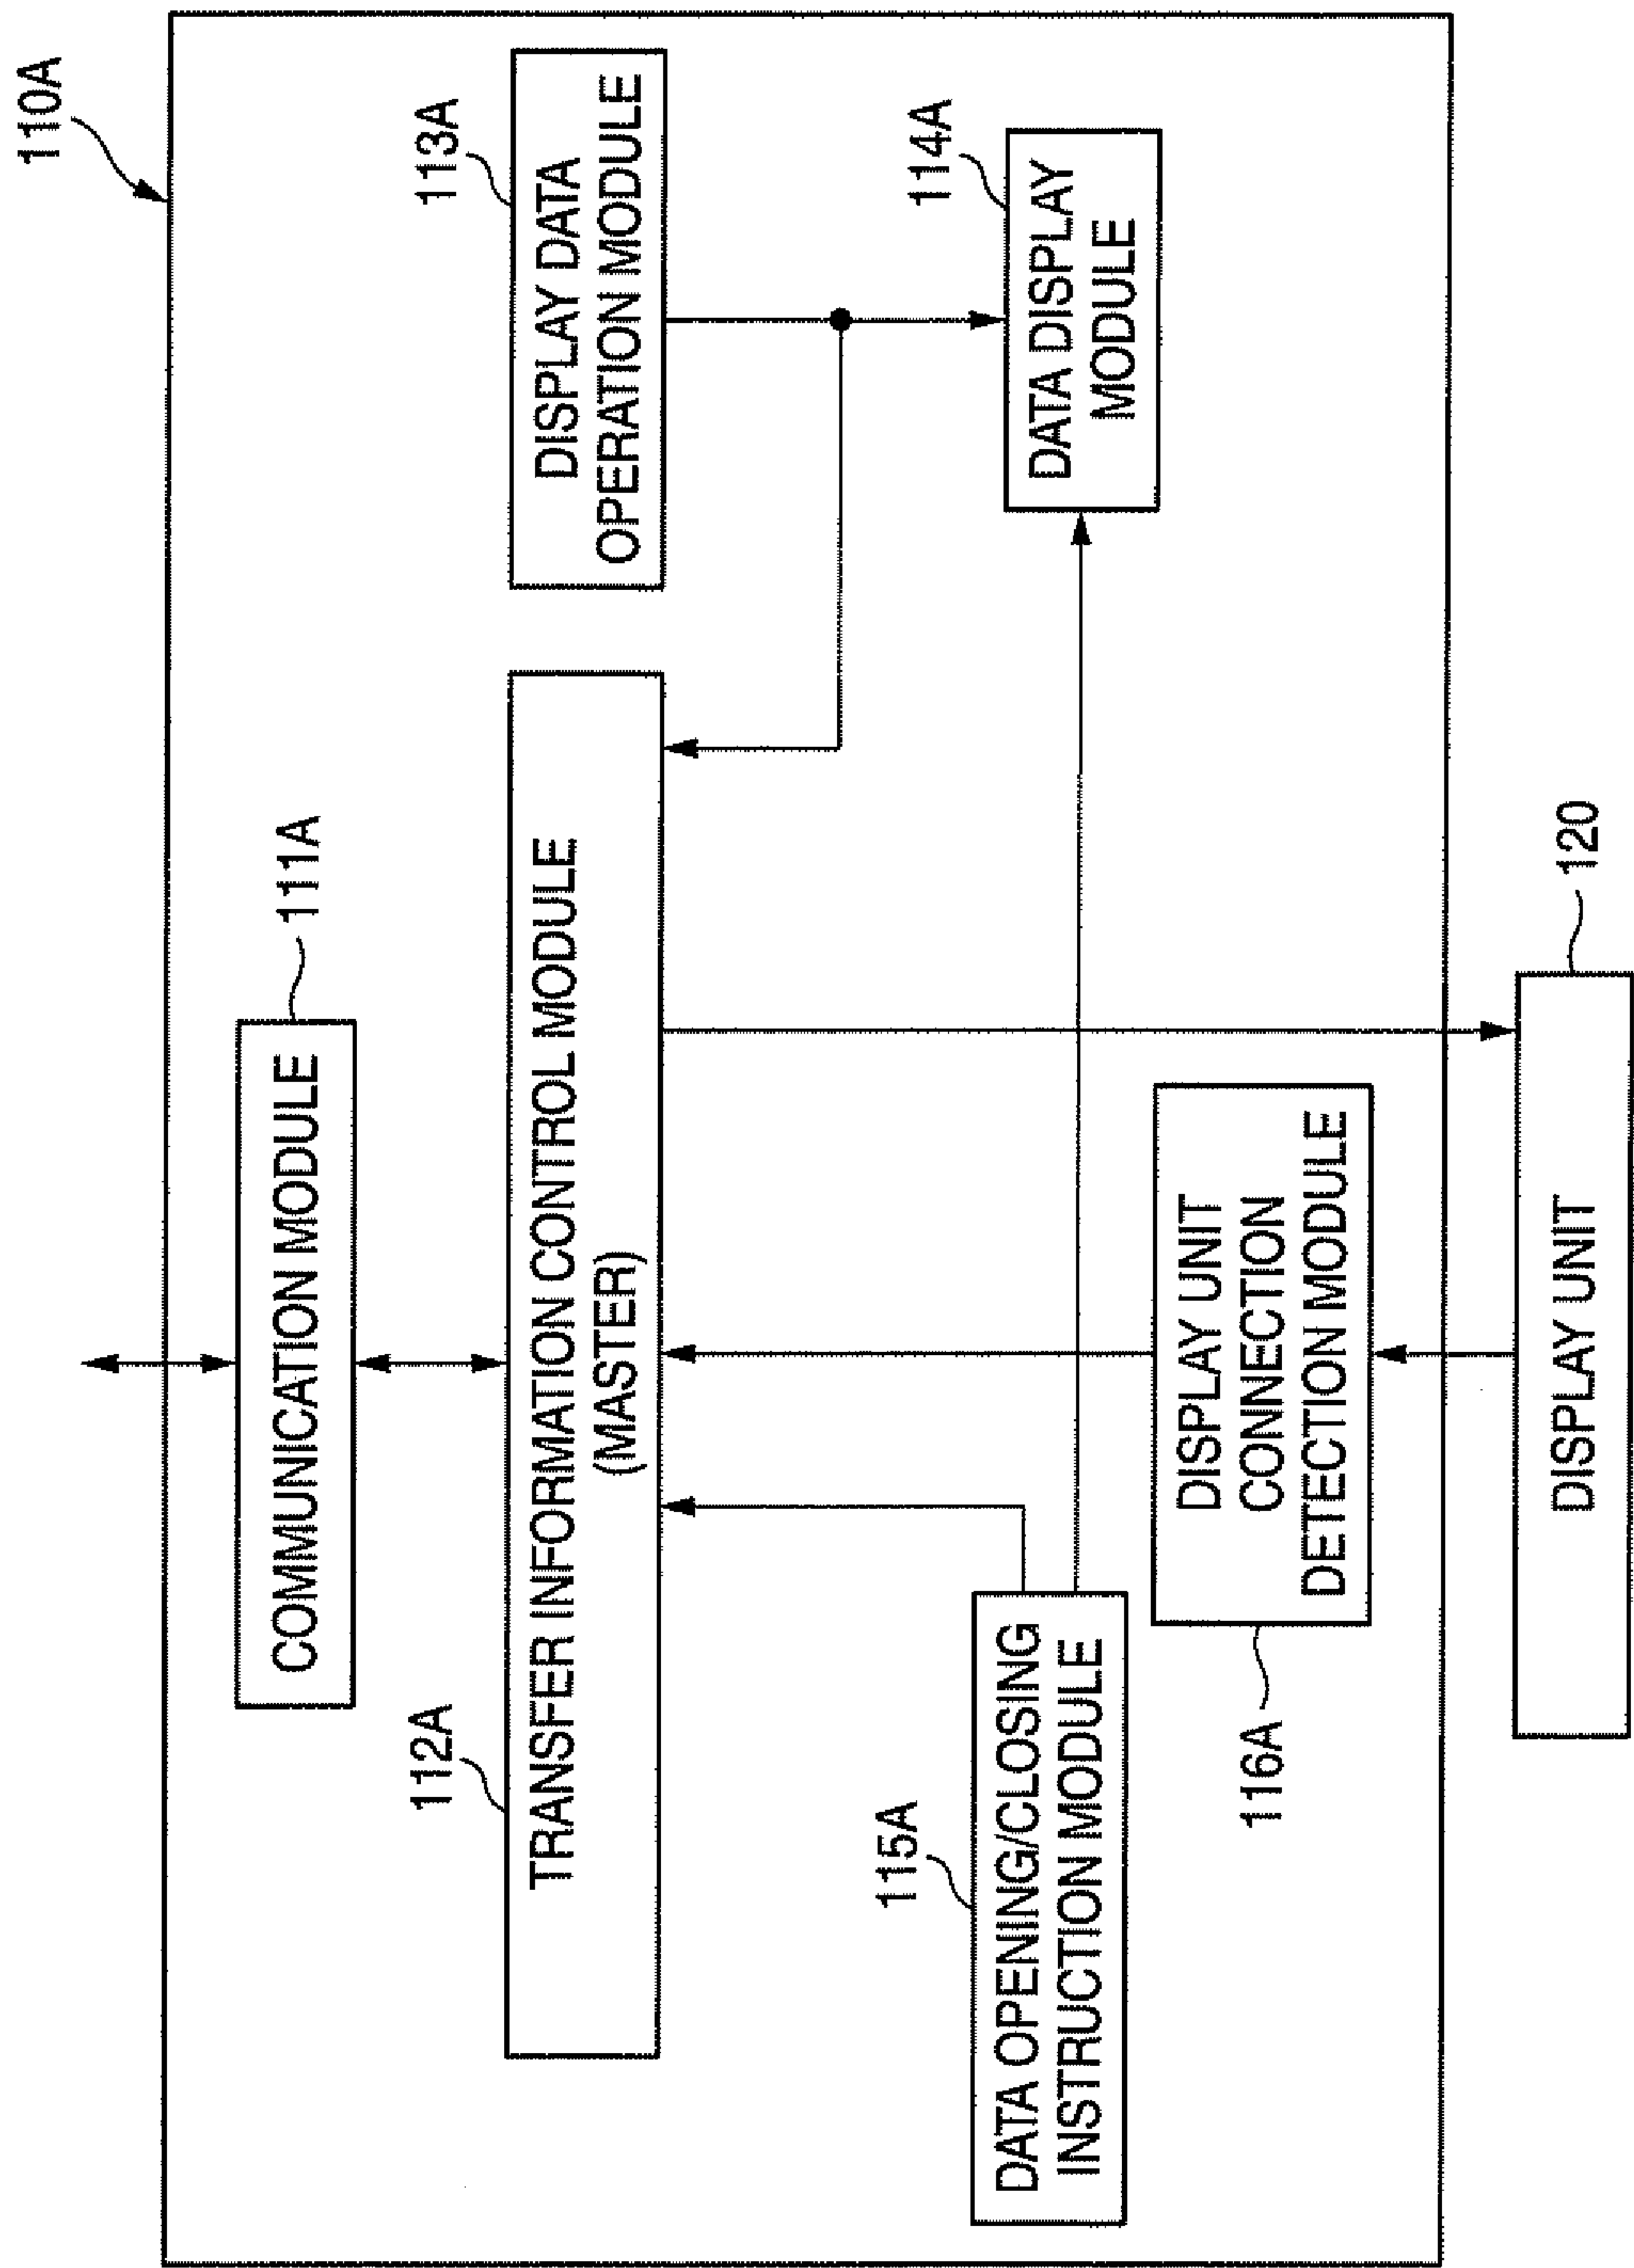 110A
COMMUNICATION MODULE
111A
112A
TRANSFER INFORMATION CONTROL MODULE
(MASTER)
113A
DISPLAY DATA
OPERATION MODULE
115A
DATA OPENING/CLOSING
INSTRUCTION MODULE
114A
DATA DISPLAY
MODULE
DISPLAY UNIT
CONNECTION
DETECTION MODULE
116A
DISPLAY UNIT
120